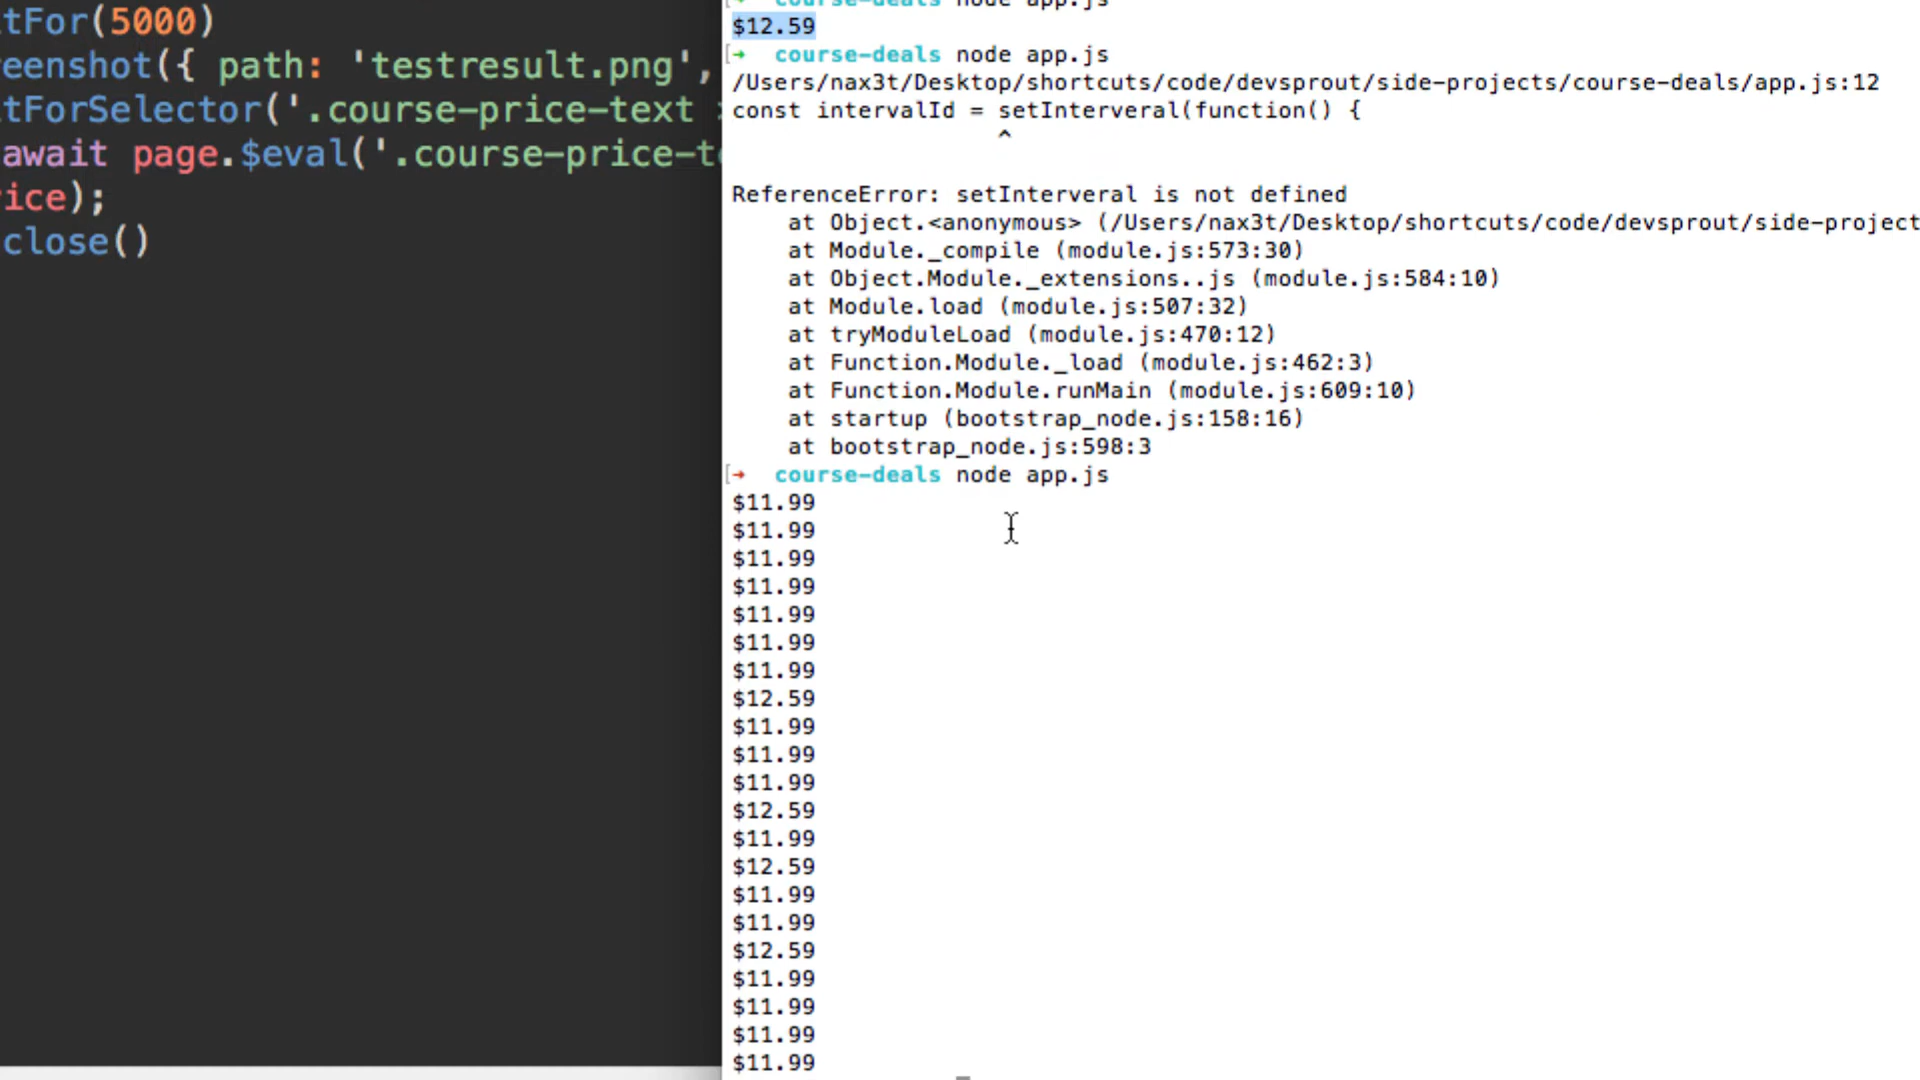 tFor(5000)
eenshot({ path: 'testresult.png',
tForSelector('.course-price-text
await page.$eval('.course-price-t
ice);
close()
course-deals node app.js
$12.59
[→ course-deals node app.js
/Users/nax3t/Desktop/shortcuts/code/devsprout/side-projects/course-deals/app.js:12
const intervalId = setInterveral(function() {
^
ReferenceError: setInterveral is not defined
at Object.<anonymous> (/Users/nax3t/Desktop/shortcuts/code/devsprout/side-project
at Module._compile (module.js:573:30)
at Object.Module._extensions..js (module.js:584:10)
at Module.load (module.js:507:32)
at tryModuleLoad (module.js:470:12)
at Function.Module._load (module.js:462:3)
at Function.Module.runMain (module.js:609:10)
at startup (bootstrap_node.js:158:16)
at bootstrap_node.js:598:3
[→ course-deals node app.js
$11.99
$11.99
$11.99
$11.99
$11.99
$11.99
$11.99
$12.59
$11.99
$11.99
$11.99
$12.59
$11.99
$12.59
$11.99
$11.99
$12.59
$11.99
$11.99
$11.99
$11.99